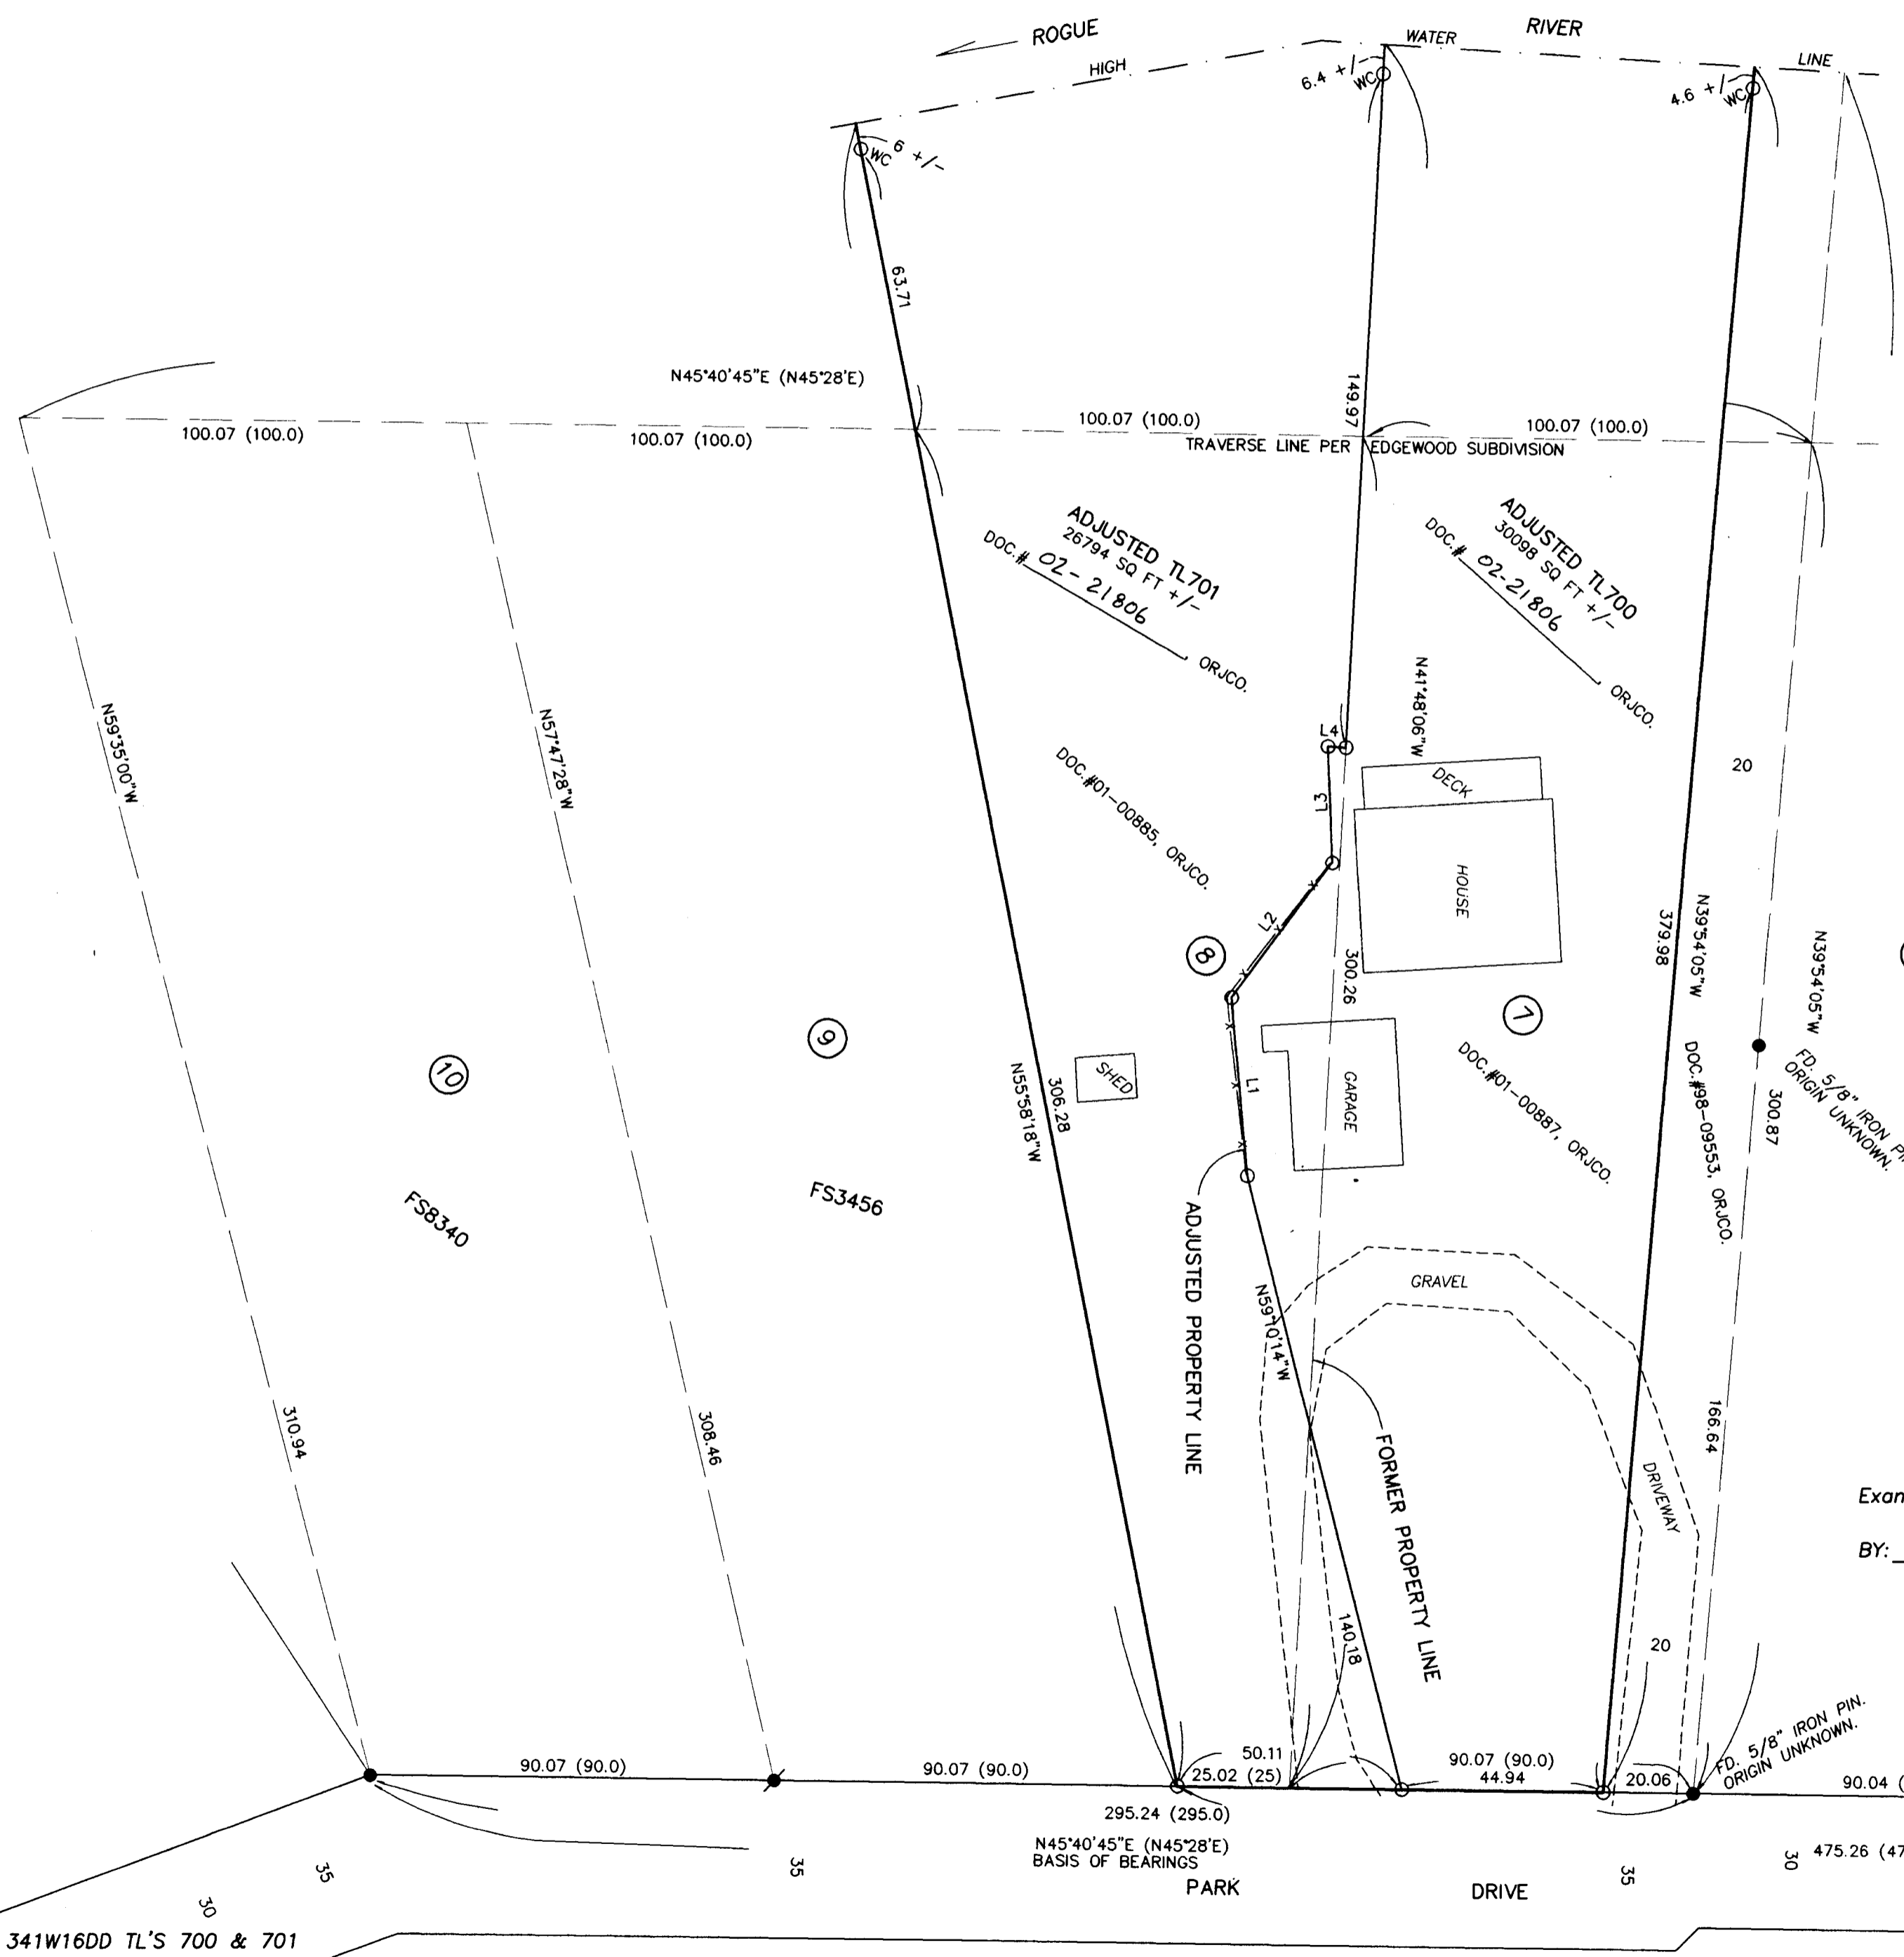 ROGUE
RIVER
HIGH
WATER
LINE
6 +/-
WC
6.4 +/-
WC
4.6 +/-
WC
63.71
149.97
N45°40'45"E (N45°28'E)
100.07 (100.0)
100.07 (100.0)
100.07 (100.0)
100.07 (100.0)
TRAVERSE LINE PER EDGEWOOD SUBDIVISION
ADJUSTED TL701
26794 SQ FT +/-
DOC.# 02-21806
, ORJCO.
ADJUSTED TL700
30098 SQ FT +/-
DOC.# 02-21806
, ORJCO.
N59°35'00"W
N57°47'28"W
N41°48'06"W
DOC.#01-00885, ORJCO.
L4
L3
L2
L1
DECK
HOUSE
20
300.26
379.98
N39°54'05"W
N39°54'05"W
DOC.#98-09553, ORJCO.
FD. 5/8" IRON PIN
ORIGIN UNKNOWN.
300.87
10
9
8
7
SHED
GARAGE
DOC.#01-00887, ORJCO.
N55°58'18"W
306.28
FS8340
FS3456
ADJUSTED PROPERTY LINE
N59°10'14"W
GRAVEL
DRIVEWAY
FORMER PROPERTY LINE
310.94
308.46
166.64
140.18
20
Exan
BY:
FD. 5/8" IRON PIN.
ORIGIN UNKNOWN.
90.07 (90.0)
90.07 (90.0)
50.11
25.02 (25)
90.07 (90.0)
44.94
20.06
90.04 (
295.24 (295.0)
N45°40'45"E (N45°28'E)
BASIS OF BEARINGS
475.26 (47
35
30
35
35
30
PARK DRIVE
341W16DD TL'S 700 & 701